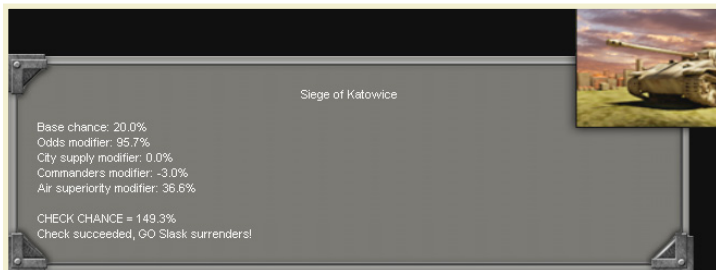 Siege of Katowice
Base chance: 20.0%
Odds modifier: 95.7%
City supply modifier: 0.0%
Commanders modifier: -3.0%
Air superiority modifier: 36.6%
CHECK CHANCE = 149.3%
Check succeeded, GO Slask surrenders!